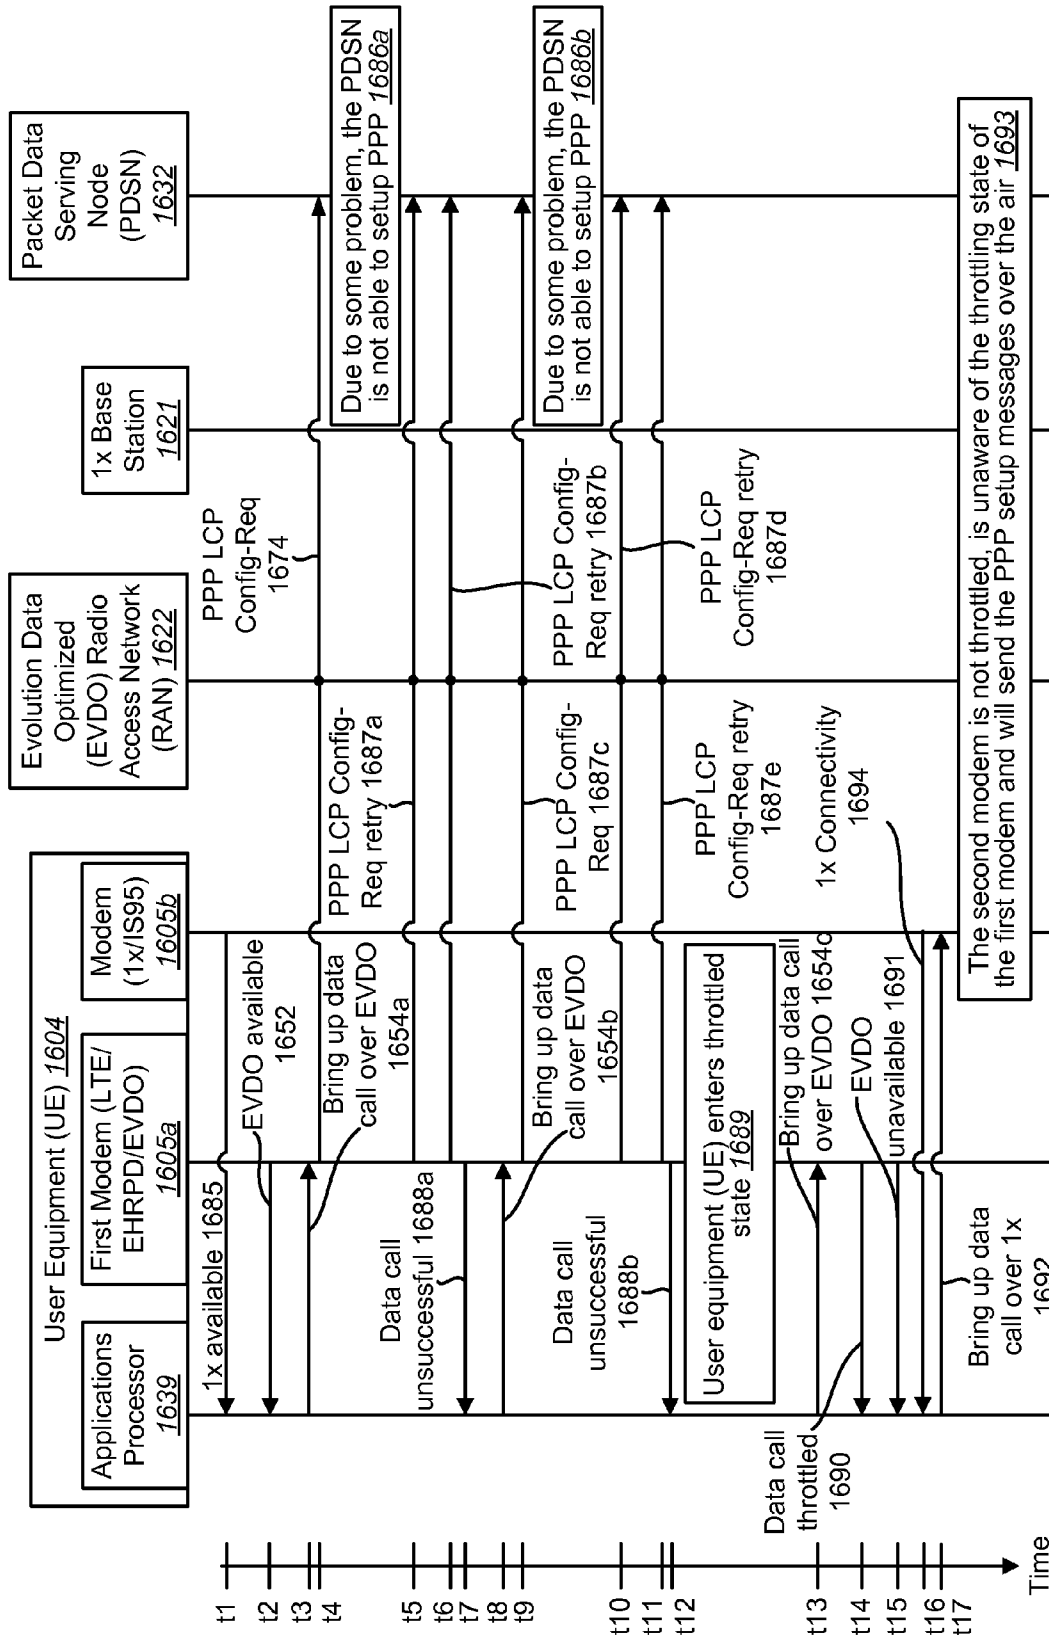 User Equipment (UE) 1604
Applications
Processor
1639
First Modem (LTE/
EHRPD/EVDO)
1605a
Modem
(1x/IS95)
1605b
Evolution Data
Optimized
(EVDO) Radio
Access Network
(RAN) 1622
1x Base
Station
1621
Packet Data
Serving
Node
(PDSN)
1632
t1
t2
t3
t4
t5
t6
t7
t8
t9
t10
t11
t12
t13
t14
t15
t16
t17
Time
1x available 1685
EVDO available
1652
Bring up data
call over EVDO
1654a
PPP LCP
Config-Req
1674
Due to some problem, the PDSN
is not able to setup PPP 1686a
PPP LCP Config-
Req retry 1687a
PPP LCP Config-
Req retry 1687b
Data call
unsuccessful 1688a
Bring up data
call over EVDO
1654b
PPP LCP Config-
Req 1687c
Due to some problem, the PDSN
is not able to setup PPP 1686b
PPP LCP
Config-Req retry
1687d
PPP LCP
Config-Req retry
1687e
Data call
unsuccessful
1688b
User equipment (UE) enters throttled
state 1689
Bring up data call
over EVDO 1654c
Data call
throttled
1690
EVDO
unavailable 1691
1x Connectivity
1694
Bring up data
call over 1x
1692
The second modem is not throttled, is unaware of the throttling state of
the first modem and will send the PPP setup messages over the air 1693